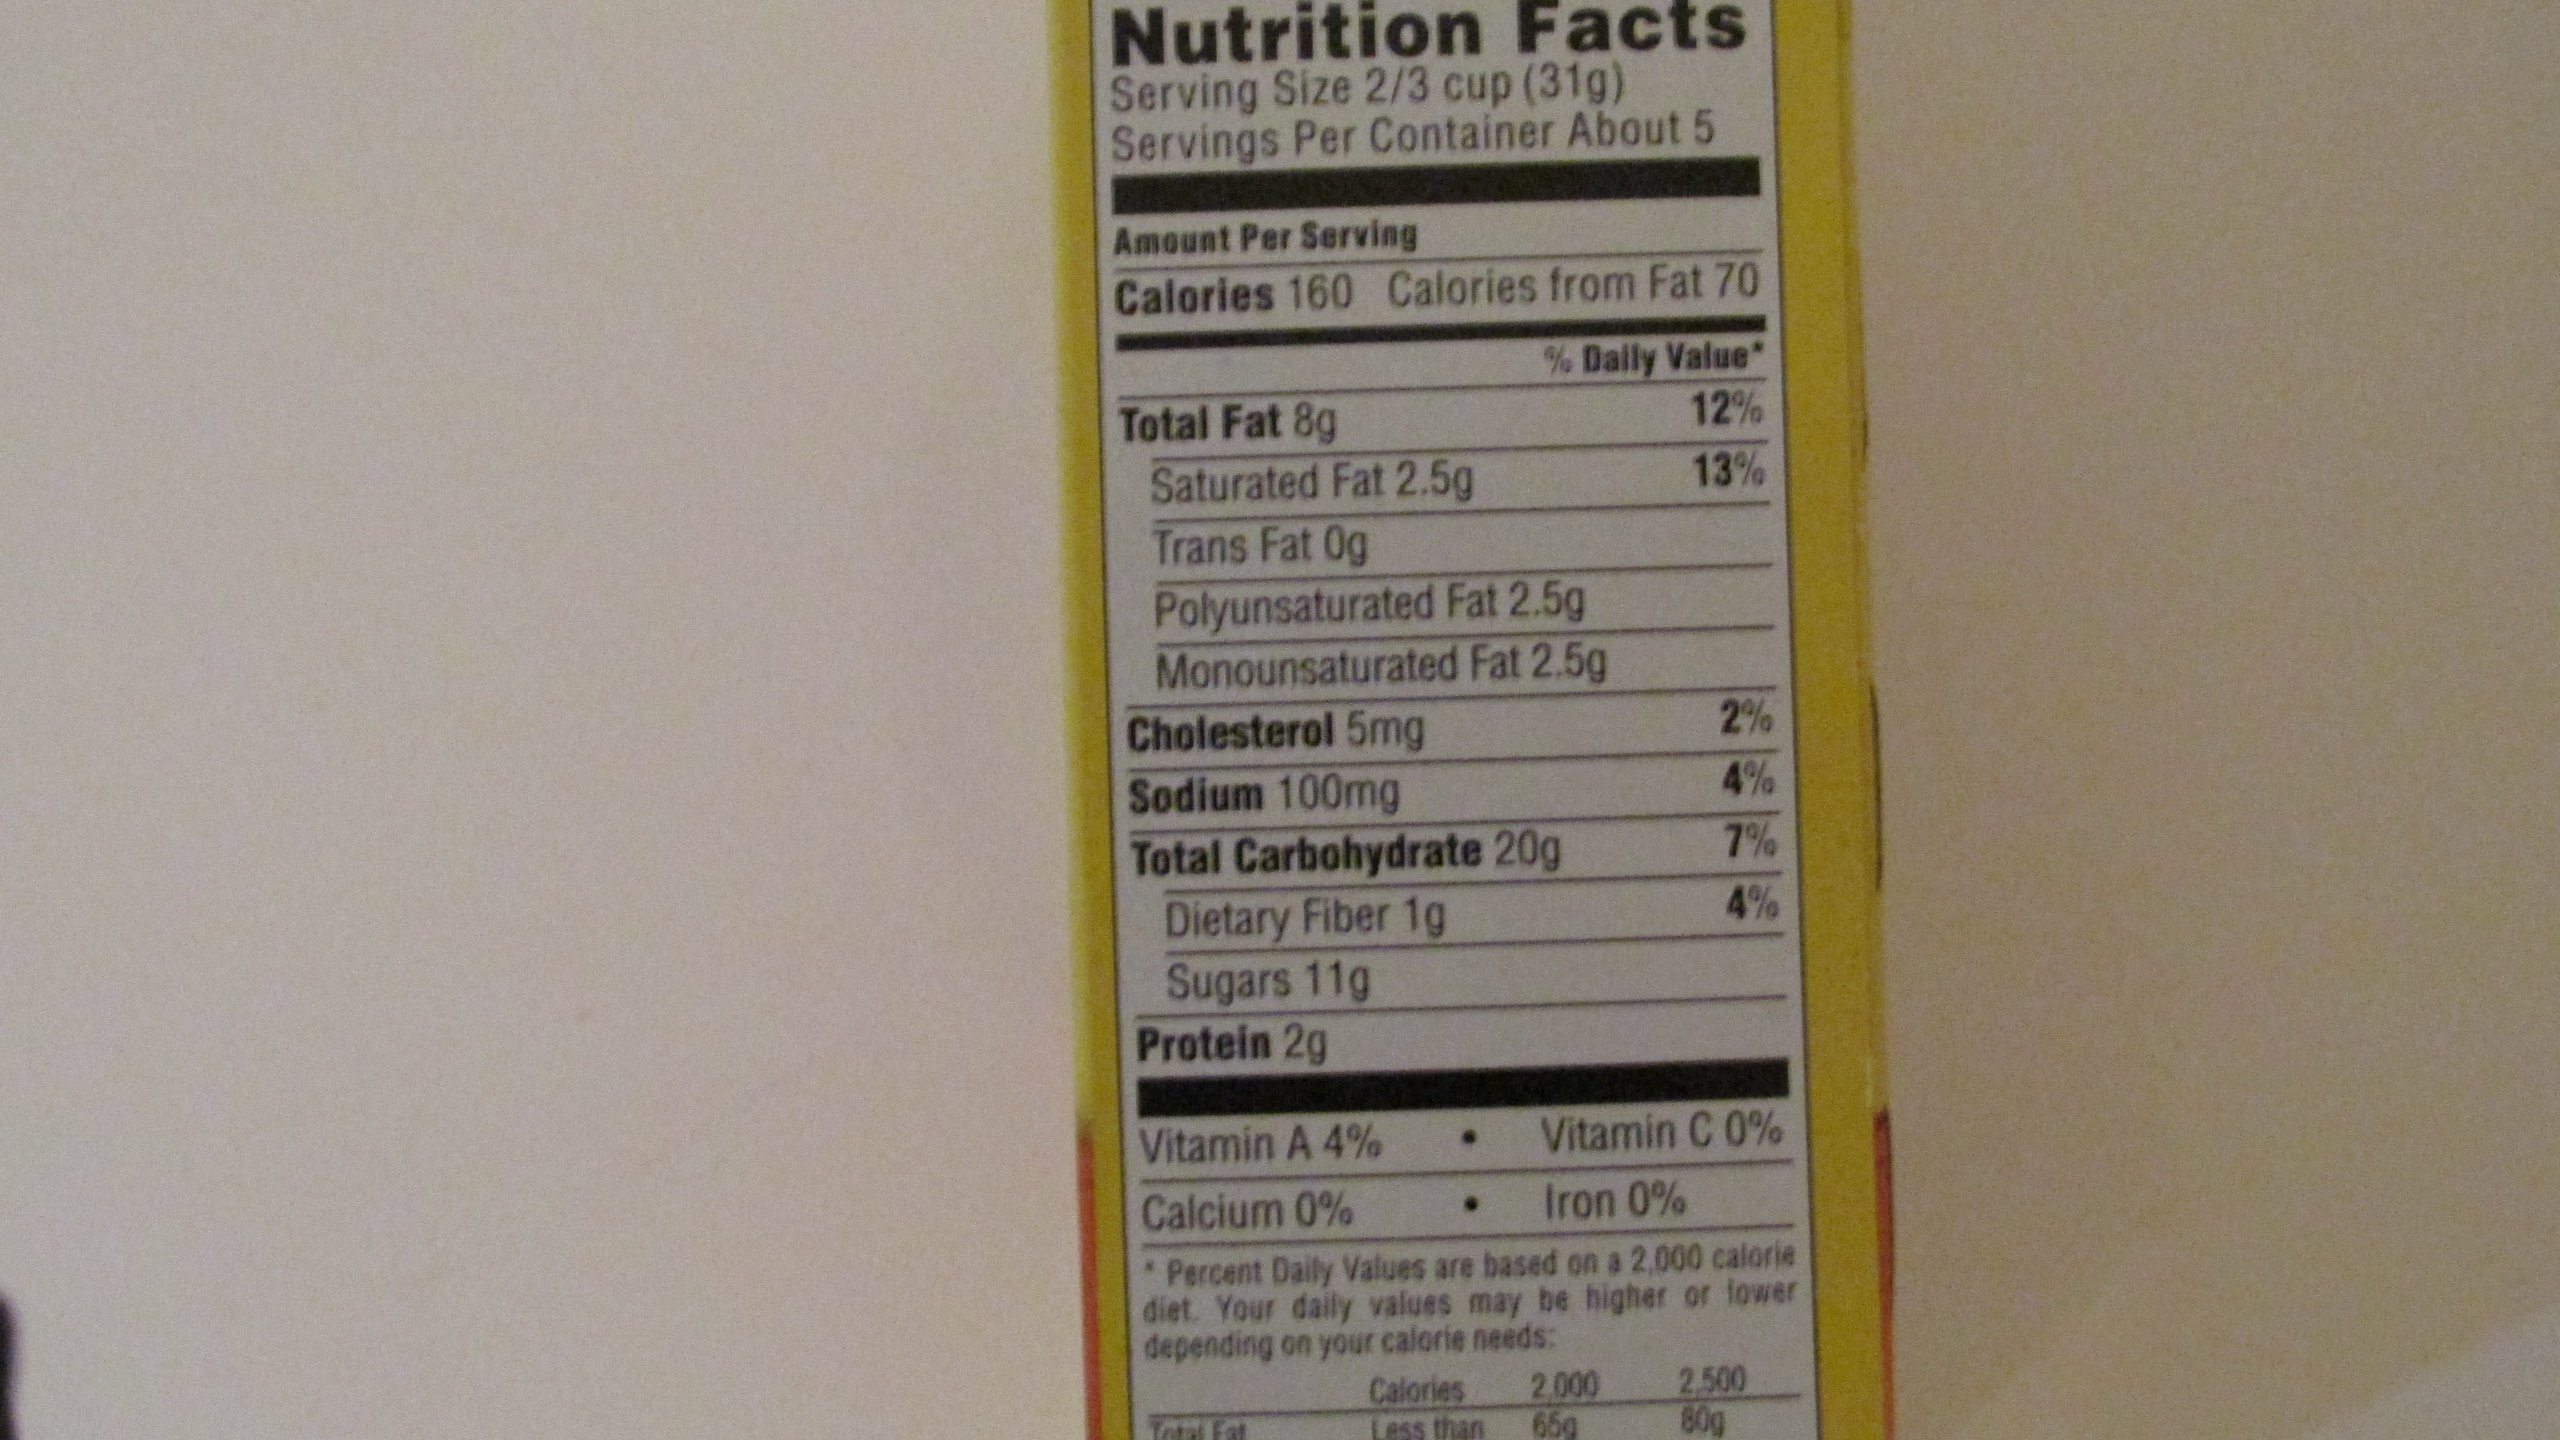 Nutrition Facts
Serving Size 2/3 cup (31g)
Servings Per Container About 5
Amount Per Serving
Calories 160 Calories from Fat 70
% Daily Value*
Total Fat 8g 12%
Saturated Fat 2.5g 13%
Trans Fat 0g
Polyunsaturated Fat 2.5g
Monounsaturated Fat 2.5g
Cholesterol 5mg 2%
Sodium 100mg 4%
Total Carbohydrate 20g 7%
Dietary Fiber 1g 4%
Sugars 11g
Protein 2g
Vitamin A 4% • Vitamin C 0%
Calcium 0% • Iron 0%
* Percent Daily Values are based on a 2,000 calorie
diet. Your daily values may be higher or lower
depending on your calorie needs:
Calories 2,000 2,500
Total Fat Less than 65g 80g